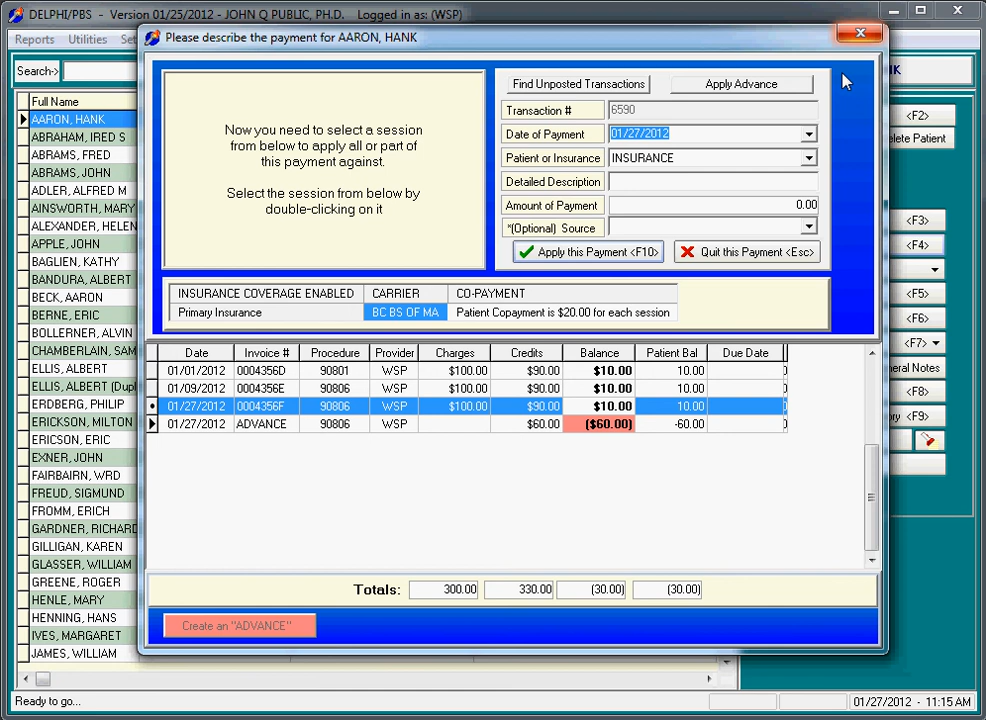 DELPHI/PBS - Version 01/25/2012 - JOHN Q PUBLIC, PH.D. Logged in as: (WSP)
Reports Utilities
Please describe the payment for AARON, HANK
Search->
Full Name
AARON, HANK
ABRAHAM, IRED S
ABRAMS, FRED
ABRAMS, JOHN
ADLER, ALFRED M
AINSWORTH, MARY
ALEXANDER, HELEN
APPLE, JOHN
BAGLIEN, KATHY
BANDURA, ALBERT
BECK, AARON
BERNE, ERIC
BOLLERNER, ALVIN
CHAMBERLAIN, SAM
ELLIS, ALBERT
ELLIS, ALBERT (Dupl
ERDBERG, PHILIP
ERICKSON, MILTON
ERICSON, ERIC
EXNER, JOHN
FAIRBAIRN, WRD
FREUD, SIGMUND
FROMM, ERICH
GARDNER, RICHARD
GILLIGAN, KAREN
GLASSER, WILLIAM
GREENE, ROGER
HENLE, MARY
HENNING, HANS
IVES, MARGARET
JAMES, WILLIAM
Now you need to select a session
from below to apply all or part of
this payment against.
Select the session from below by
double-clicking on it
Find Unposted Transactions Apply Advance
Transaction # 6590
Date of Payment 01/27/2012
Patient or Insurance INSURANCE
Detailed Description
Amount of Payment 0.00
*(Optional) Source
Apply this Payment <F10> Quit this Payment <Esc>
INSURANCE COVERAGE ENABLED CARRIER CO-PAYMENT
Primary Insurance BC BS OF MA Patient Copayment is $20.00 for each session
Date Invoice # Procedure Provider Charges Credits Balance Patient Bal Due Date
01/01/2012 0004356D 90801 WSP $100.00 $90.00 $10.00 10.00
01/09/2012 0004356E 90806 WSP $100.00 $90.00 $10.00 10.00
01/27/2012 0004356F 90806 WSP $100.00 $90.00 $10.00 10.00
01/27/2012 ADVANCE 90806 WSP $60.00 ($60.00) -60.00
Totals: 300.00 330.00 (30.00) (30.00)
Create an "ADVANCE"
NK
<F2>
elete Patient
<F3>
<F4>
<F5>
<F6>
<F7>
neral Notes
<F8>
ory <F9>
Ready to go... 01/27/2012 - 11:15 AM